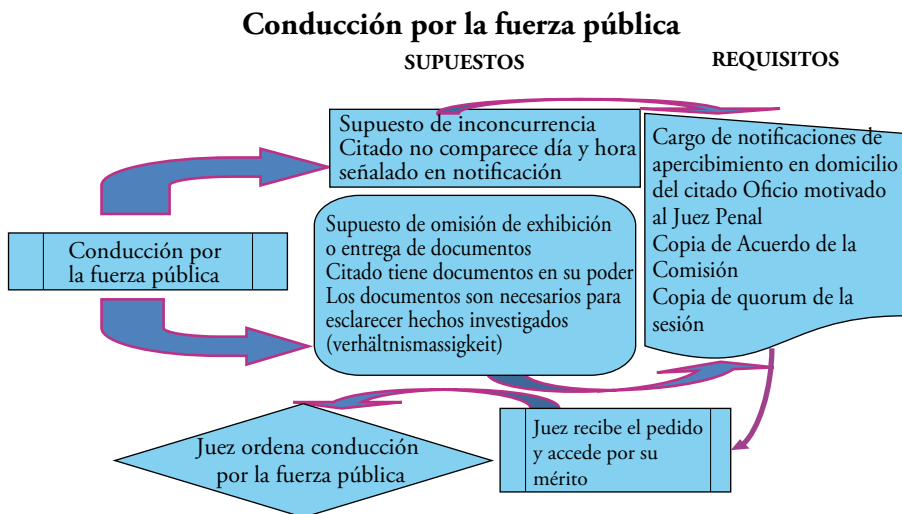 Conducción por la fuerza pública
SUPUESTOS
REQUISITOS
Supuesto de inconcurrencia
Citado no comparece día y hora
señalado en notificación
Cargo de notificaciones de
apercibimiento en domicilio
del citado Oficio motivado
al Juez Penal
Copia de Acuerdo de la
Comisión
Copia de quorum de la
sesión
Conducción por
la fuerza pública
Supuesto de omisión de exhibición
o entrega de documentos
Citado tiene documentos en su poder
Los documentos son necesarios para
esclarecer hechos investigados
(verhältnismassigkeit)
Juez recibe el pedido
y accede por su
mérito
Juez ordena conducción
por la fuerza pública